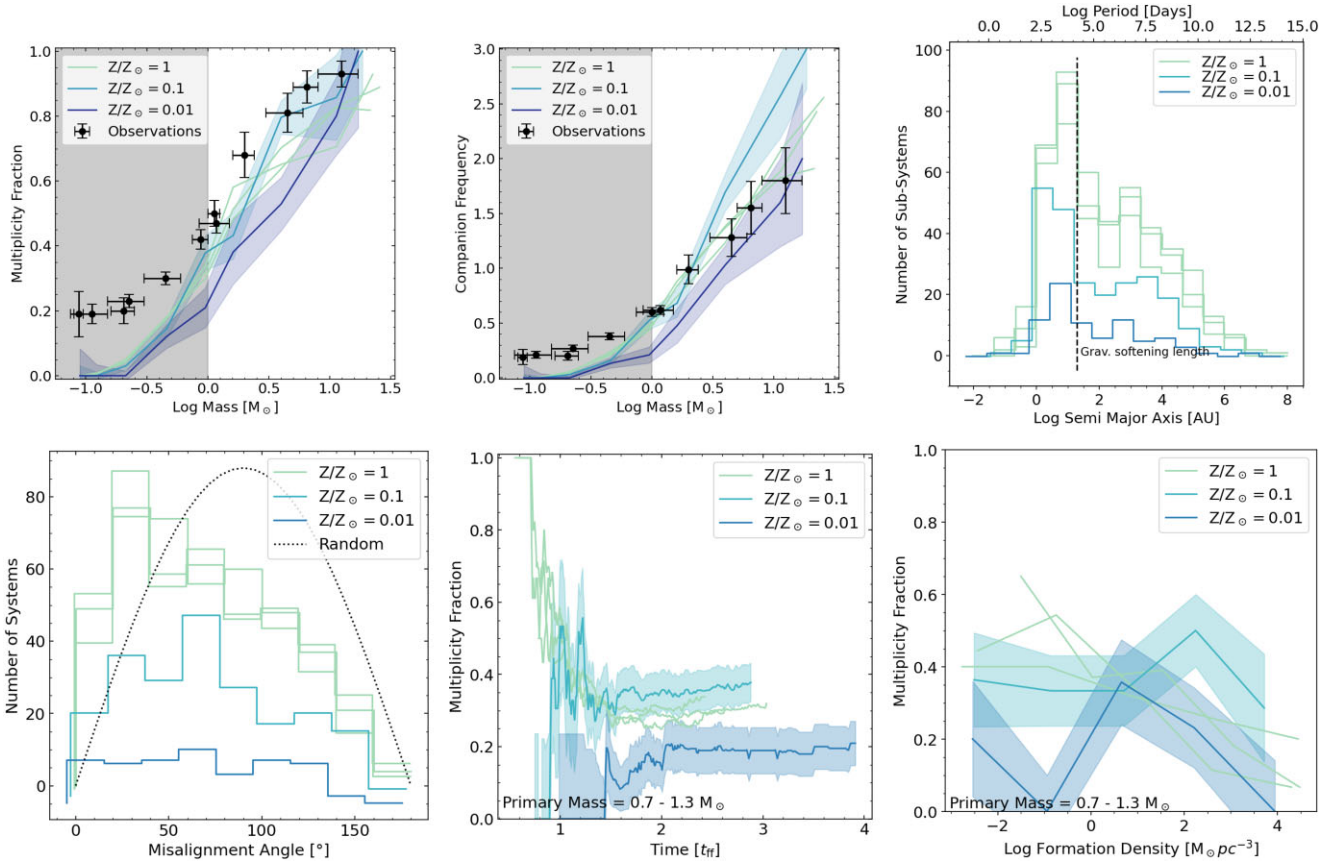 Multiplicity Fraction
1.0
0.8
0.6
0.4
0.2
0.0
Z/Z⊙ = 1
Z/Z⊙ = 0.1
Z/Z⊙ = 0.01
Observations
−1.0 −0.5 0.0 0.5 1.0 1.5
Log Mass [M⊙]
Companion Frequency
3.0
2.5
2.0
1.5
1.0
0.5
0.0
Z/Z⊙ = 1
Z/Z⊙ = 0.1
Z/Z⊙ = 0.01
Observations
−1.0 −0.5 0.0 0.5 1.0 1.5
Log Mass [M⊙]
Log Period [Days]
0.0 2.5 5.0 7.5 10.0 12.5 15.0
Number of Sub-Systems
100
80
60
40
20
0
Z/Z⊙ = 1
Z/Z⊙ = 0.1
Z/Z⊙ = 0.01
Grav. softening length
−2 0 2 4 6 8
Log Semi Major Axis [AU]
Number of Systems
80
60
40
20
0
Z/Z⊙ = 1
Z/Z⊙ = 0.1
Z/Z⊙ = 0.01
Random
0 50 100 150
Misalignment Angle [°]
Multiplicity Fraction
1.0
0.8
0.6
0.4
0.2
0.0
Z/Z⊙ = 1
Z/Z⊙ = 0.1
Z/Z⊙ = 0.01
Primary Mass = 0.7 - 1.3 M⊙
1 2 3 4
Time [tff]
Multiplicity Fraction
1.0
0.8
0.6
0.4
0.2
0.0
Z/Z⊙ = 1
Z/Z⊙ = 0.1
Z/Z⊙ = 0.01
Primary Mass = 0.7 - 1.3 M⊙
−2 0 2 4
Log Formation Density [M⊙pc−3]